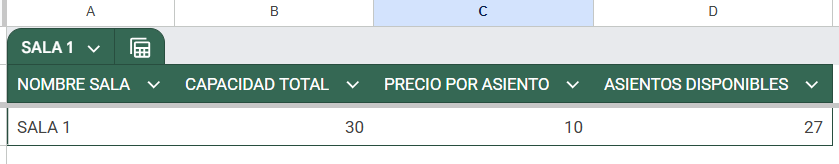 A B C D
SALA 1
NOMBRE SALA CAPACIDAD TOTAL PRECIO POR ASIENTO ASIENTOS DISPONIBLES
SALA 1 30 10 27